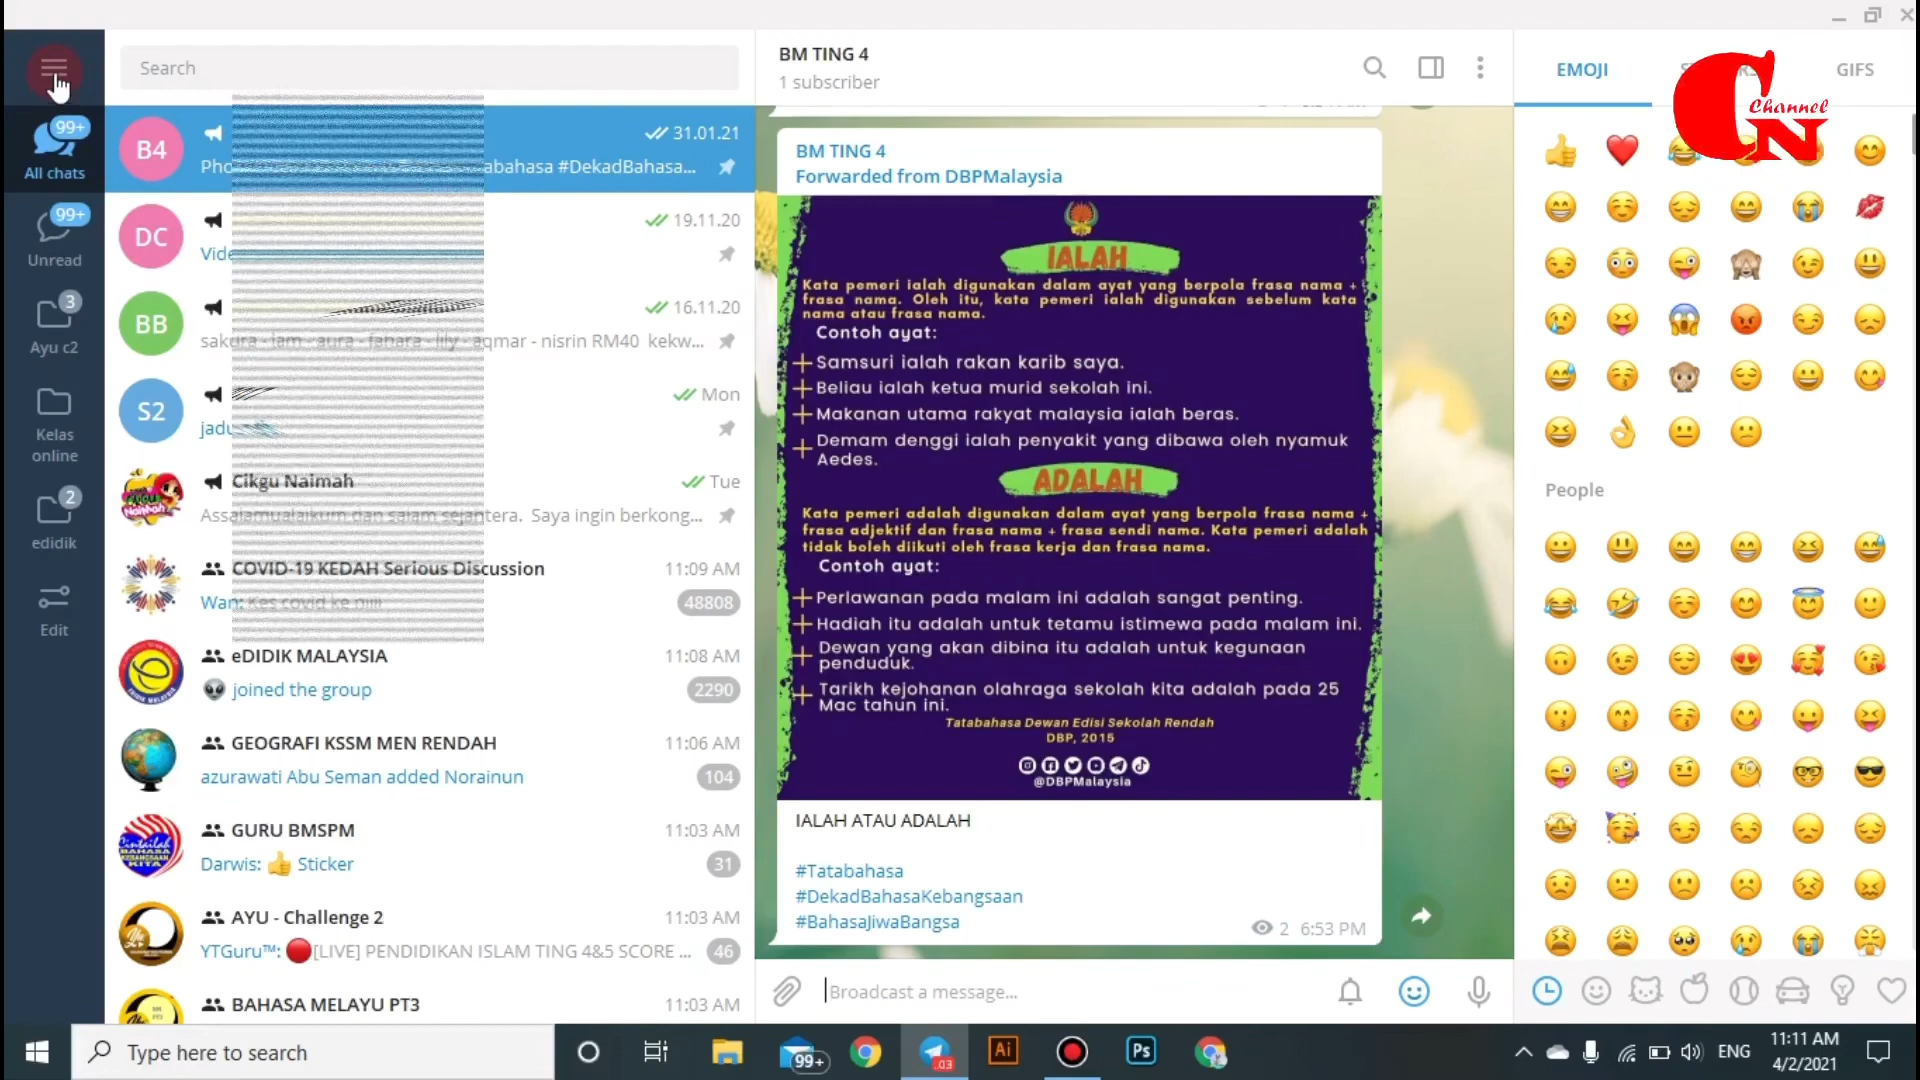 Search
BM TING 4
1 subscriber
EMOJI
GIFS
Channel
CN
99+
All chats
99+
Unread
3
Ayu c2
Kelas
online
2
edidik
Edit
B4
31.01.21
abahasa #DekadBahasa...
DC
19.11.20
BB
16.11.20
sakura - iam - aura - fahara - lily - aqmar - nisrin RM40 kekw...
S2
Mon
Cikgu Naimah
Tue
Assalamualaikum dan salam sejahtera. Saya ingin berkong...
COVID-19 KEDAH Serious Discussion
11:09 AM
Wan: Kes covid ke
48808
eDIDIK MALAYSIA
11:08 AM
👽 joined the group
2290
GEOGRAFI KSSM MEN RENDAH
11:06 AM
azurawati Abu Seman added Norainun
104
GURU BMSPM
11:03 AM
Darwis: 👍 Sticker
31
AYU - Challenge 2
11:03 AM
YTGuru™: 🔴[LIVE] PENDIDIKAN ISLAM TING 4&5 SCORE ...
46
BAHASA MELAYU PT3
11:03 AM
BM TING 4
Forwarded from DBPMalaysia
IALAH
Kata pemeri ialah digunakan dalam ayat yang berpola frasa nama +
frasa nama. Oleh itu, kata pemeri ialah digunakan sebelum kata
nama atau frasa nama.
Contoh ayat:
Samsuri ialah rakan karib saya.
Beliau ialah ketua murid sekolah ini.
Makanan utama rakyat malaysia ialah beras.
Demam denggi ialah penyakit yang dibawa oleh nyamuk
Aedes.
ADALAH
Kata pemeri adalah digunakan dalam ayat yang berpola frasa nama +
frasa adjektif dan frasa nama + frasa sendi nama. Kata pemeri adalah
tidak boleh diikuti oleh frasa kerja dan frasa nama.
Contoh ayat:
Perlawanan pada malam ini adalah sangat penting.
Hadiah itu adalah untuk tetamu istimewa pada malam ini.
Dewan yang akan dibina itu adalah untuk kegunaan
penduduk.
Tarikh kejohanan olahraga sekolah kita adalah pada 25
Mac tahun ini.
Tatabahasa Dewan Edisi Sekolah Rendah
DBP, 2015
@DBPMalaysia
IALAH ATAU ADALAH
#Tatabahasa
#DekadBahasaKebangsaan
#BahasaJiwaBangsa
2 6:53 PM
Broadcast a message...
People
Type here to search
99+
.03
Ai
Ps
ENG
11:11 AM
4/2/2021